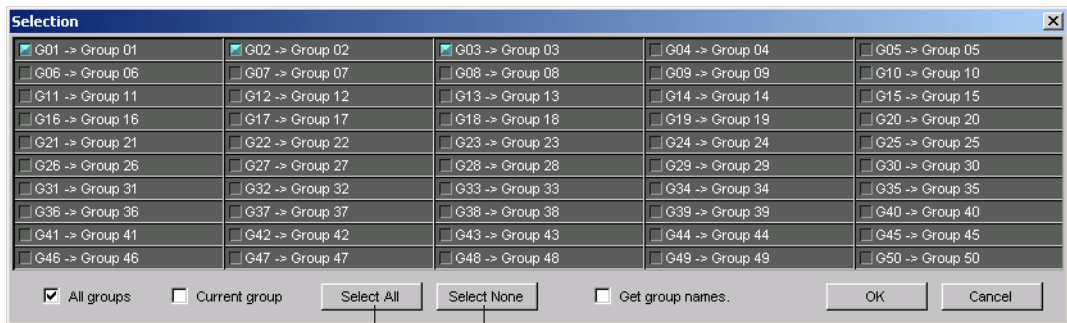 Selection
G01 -> Group 01 G02 -> Group 02 G03 -> Group 03 G04 -> Group 04 G05 -> Group 05
G06 -> Group 06 G07 -> Group 07 G08 -> Group 08 G09 -> Group 09 G10 -> Group 10
G11 -> Group 11 G12 -> Group 12 G13 -> Group 13 G14 -> Group 14 G15 -> Group 15
G16 -> Group 16 G17 -> Group 17 G18 -> Group 18 G19 -> Group 19 G20 -> Group 20
G21 -> Group 21 G22 -> Group 22 G23 -> Group 23 G24 -> Group 24 G25 -> Group 25
G26 -> Group 26 G27 -> Group 27 G28 -> Group 28 G29 -> Group 29 G30 -> Group 30
G31 -> Group 31 G32 -> Group 32 G33 -> Group 33 G34 -> Group 34 G35 -> Group 35
G36 -> Group 36 G37 -> Group 37 G38 -> Group 38 G39 -> Group 39 G40 -> Group 40
G41 -> Group 41 G42 -> Group 42 G43 -> Group 43 G44 -> Group 44 G45 -> Group 45
G46 -> Group 46 G47 -> Group 47 G48 -> Group 48 G49 -> Group 49 G50 -> Group 50
All groups Current group Select All Select None Get group names. OK Cancel